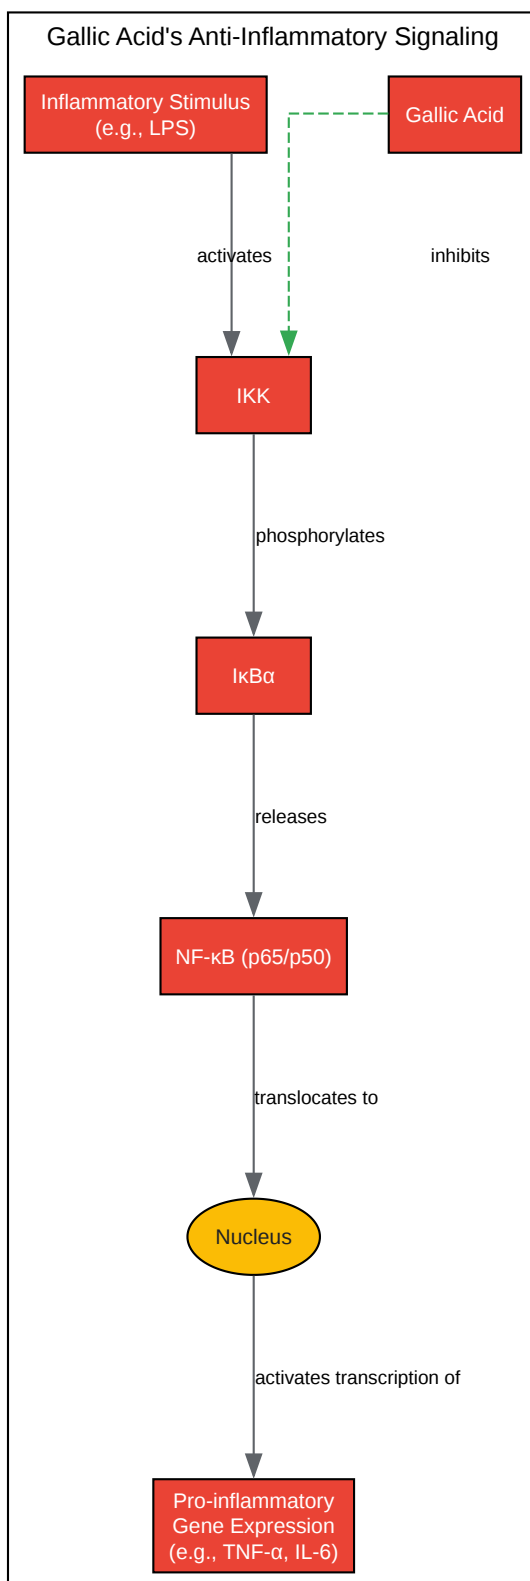 Gallic Acid's Anti-Inflammatory Signaling
Inflammatory Stimulus
(e.g., LPS)
Gallic Acid
activates
inhibits
IKK
phosphorylates
IκBα
releases
NF-κB (p65/p50)
translocates to
Nucleus
activates transcription of
Pro-inflammatory
Gene Expression
(e.g., TNF-α, IL-6)